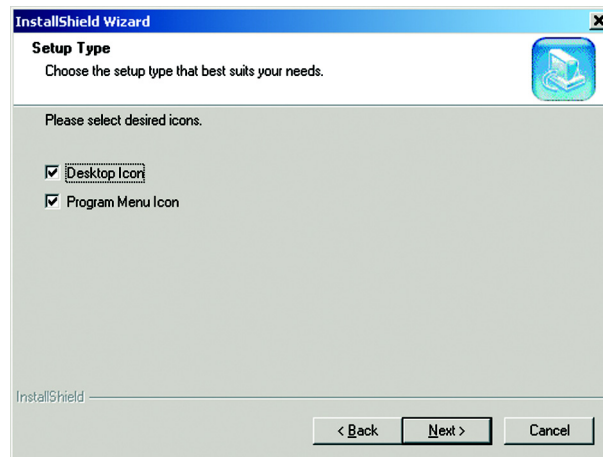 InstallShield Wizard
Setup Type
Choose the setup type that best suits your needs.
Please select desired icons.
Desktop Icon
Program Menu Icon
InstallShield
< Back Next > Cancel